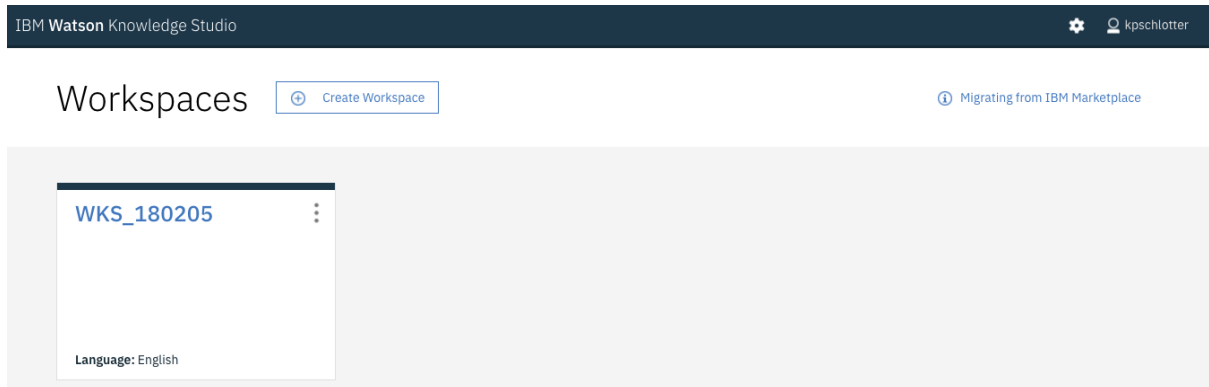 IBM Watson Knowledge Studio
kpschlotter
Workspaces
Create Workspace
Migrating from IBM Marketplace
WKS_180205
Language: English